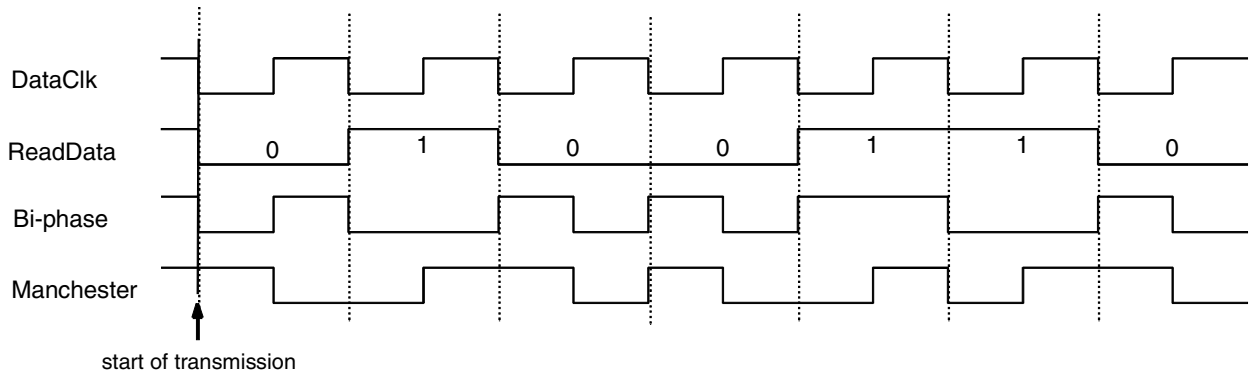 DataClk
ReadData 0 1 0 0 1 1 0
Bi-phase
Manchester
start of transmission